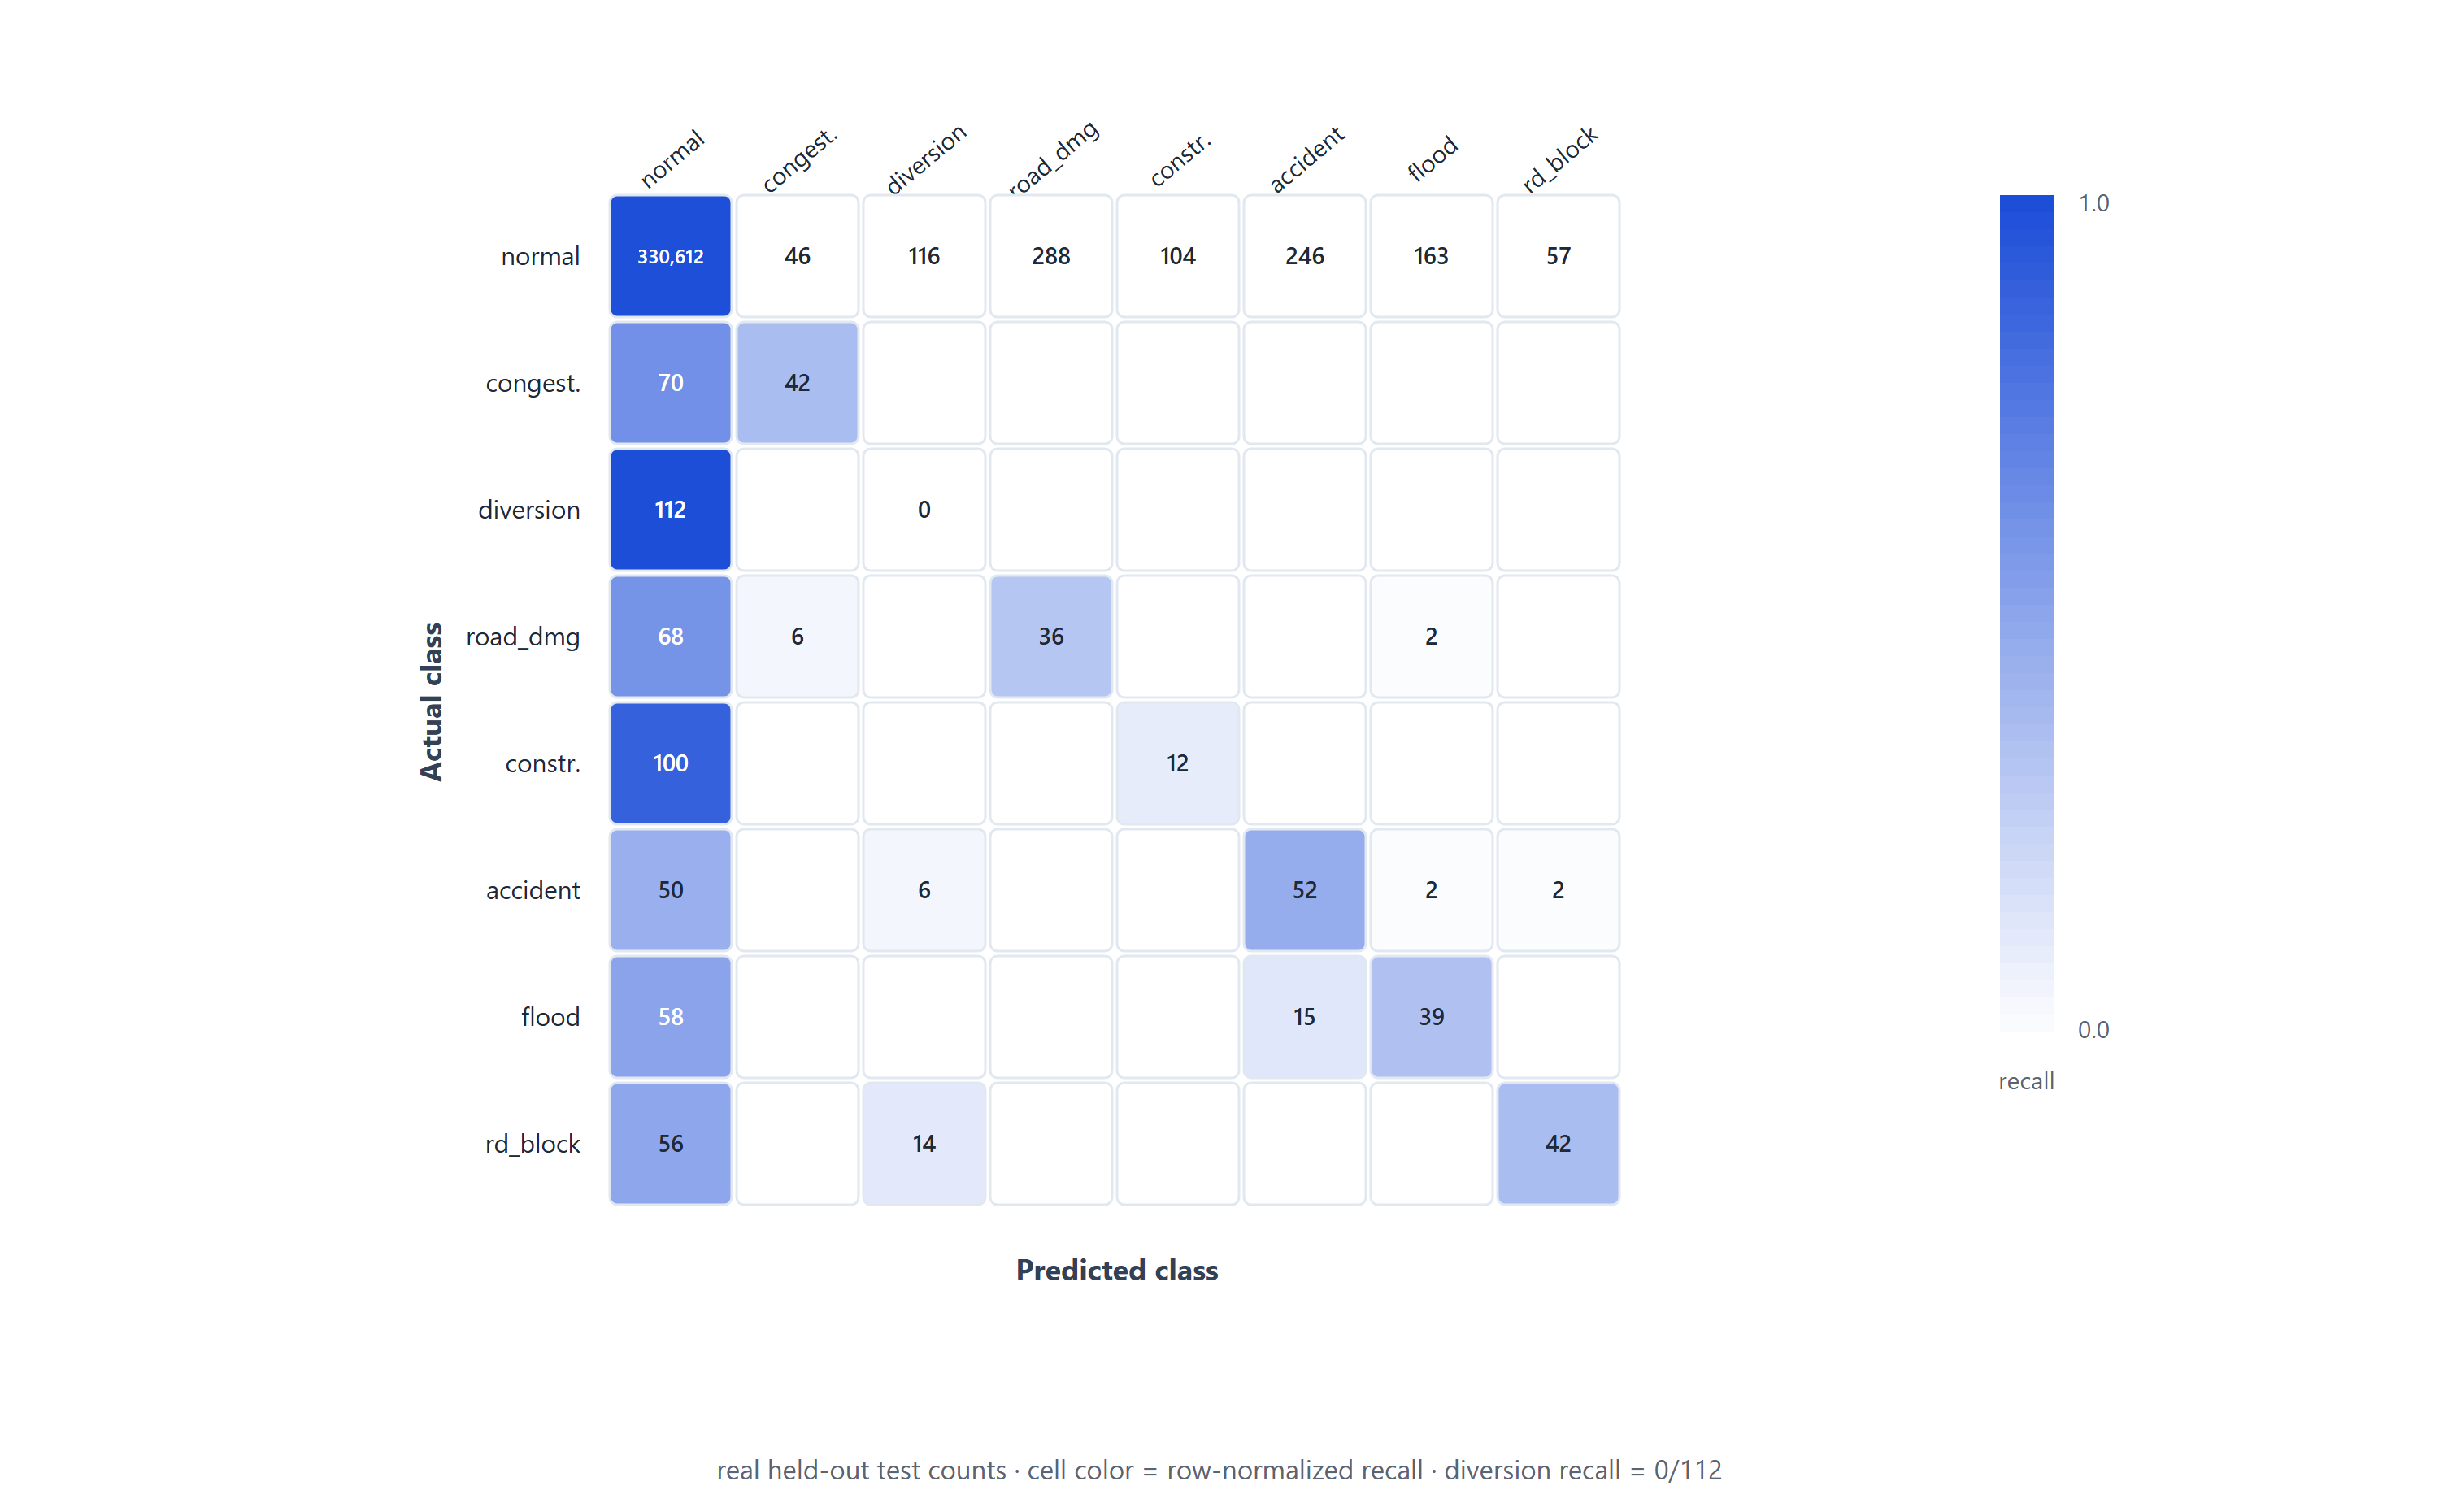 normal congest. diversion road_dmg constr. accident flood rd_block
1.0
normal 330,612 46 116 288 104 246 163 57
congest. 70 42
diversion 112 0
road_dmg 68 6 36 2
Actual class
constr. 100 12
accident 50 6 52 2 2
flood 58 15 39
0.0
recall
rd_block 56 14 42
Predicted class
real held-out test counts · cell color = row-normalized recall · diversion recall = 0/112